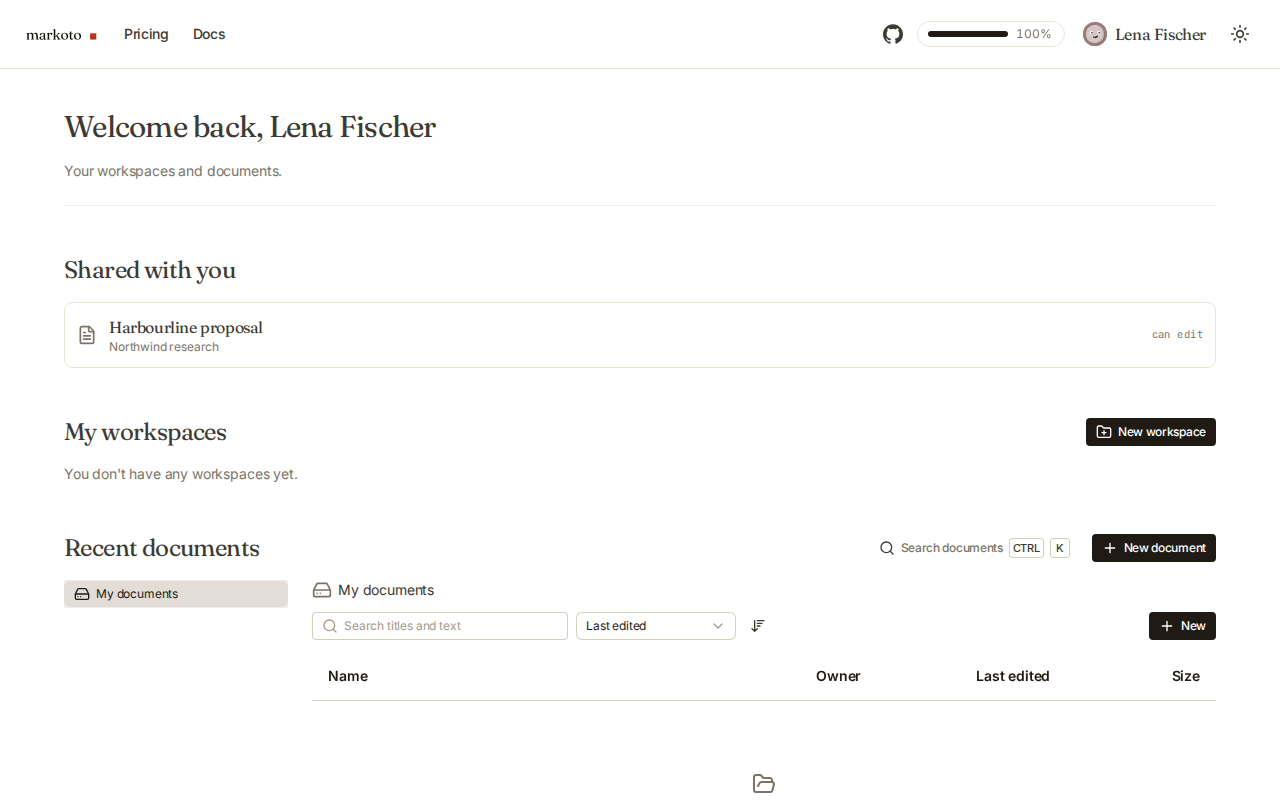 markoto
Pricing
Docs
100%
Lena Fischer
Welcome back, Lena Fischer
Your workspaces and documents.
Shared with you
Harbourline proposal
Northwind research
can edit
My workspaces
New workspace
You don't have any workspaces yet.
Recent documents
Search documents CTRL K
New document
My documents
My documents
Search titles and text
Last edited
New
Name Owner Last edited Size